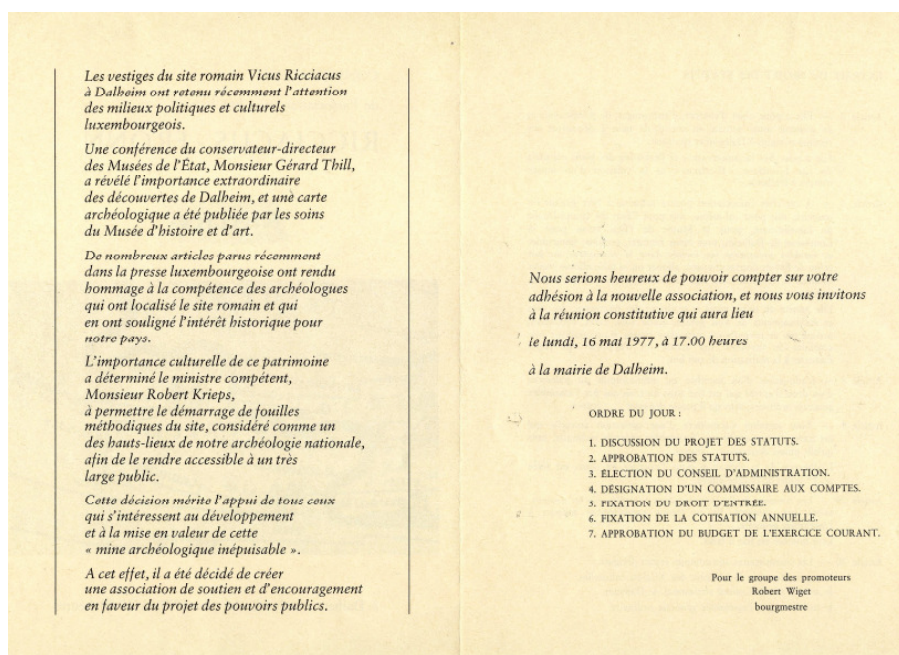 Les vestiges du site romain Vicus Ricciacus
à Dalheim ont retenu récemment l'attention
des milieux politiques et culturels
luxembourgeois.
Une conférence du conservateur-directeur
des Musées de l'État, Monsieur Gérard Thill,
a révélé l'importance extraordinaire
des découvertes de Dalheim, et une carte
archéologique a été publiée par les soins
du Musée d'histoire et d'art.
De nombreux articles parus récemment
dans la presse luxembourgeoise ont rendu
hommage à la compétence des archéologues
qui ont localisé le site romain et qui
en ont souligné l'intérêt historique pour
notre pays.
L'importance culturelle de ce patrimoine
a déterminé le ministre compétent,
Monsieur Robert Krieps,
à permettre le démarrage de fouilles
méthodiques du site, considéré comme un
des hauts-lieux de notre archéologie nationale,
afin de le rendre accessible à un très
large public.
Cette décision mérite l'appui de tous ceux
qui s'intéressent au développement
et à la mise en valeur de cette
« mine archéologique inépuisable ».
A cet effet, il a été décidé de créer
une association de soutien et d'encouragement
en faveur du projet des pouvoirs publics.
Nous serions heureux de pouvoir compter sur votre
adhésion à la nouvelle association, et nous vous invitons
à la réunion constitutive qui aura lieu
le lundi, 16 mai 1977, à 17.00 heures
à la mairie de Dalheim.
ORDRE DU JOUR :
1. DISCUSSION DU PROJET DES STATUTS.
2. APPROBATION DES STATUTS.
3. ÉLECTION DU CONSEIL D'ADMINISTRATION.
4. DÉSIGNATION D'UN COMMISSAIRE AUX COMPTES.
5. FIXATION DU DROIT D'ENTRÉE.
6. FIXATION DE LA COTISATION ANNUELLE.
7. APPROBATION DU BUDGET DE L'EXERCICE COURANT.
Pour le groupe des promoteurs
Robert Wiget
bourgmestre